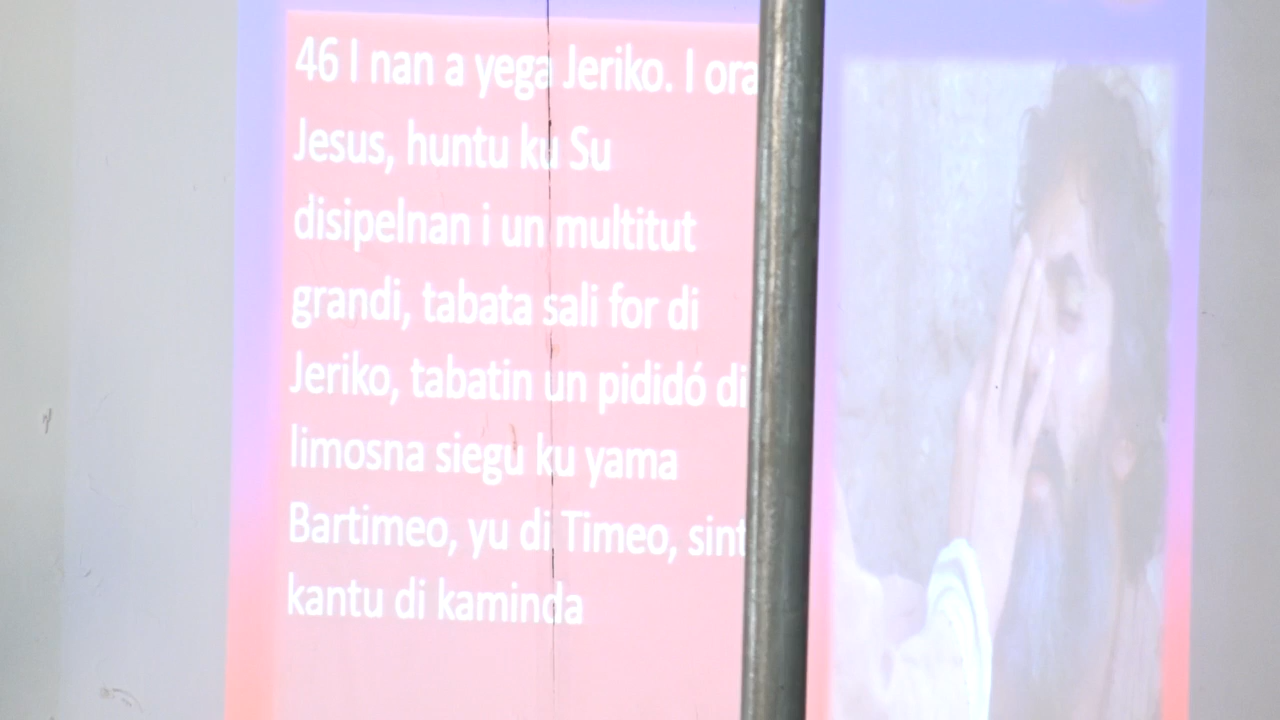 46 I nan a yega Jeriko. I ora
Jesus, huntu ku Su
disipelnan i un multitut
grandi, tabata sali for di
Jeriko, tabatin un pididó di
limosna siegu ku yama
Bartimeo, yu di Timeo,
kantu di kaminda